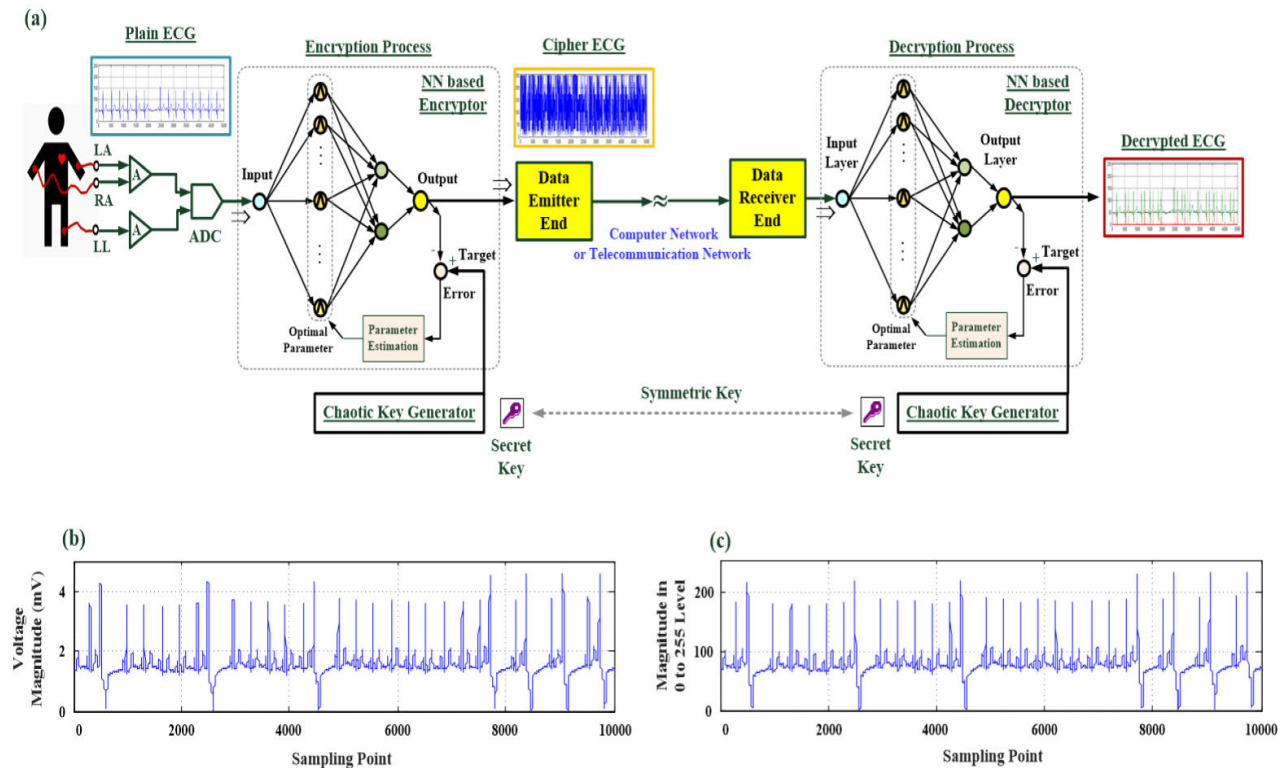 (a)
Plain ECG
Encryption Process
Cipher ECG
Decryption Process
NN based
Encryptor
NN based
Decryptor
LA
RA
LL
A
A
ADC
Input
Output
Data
Emitter
End
≈
Data
Receiver
End
Computer Network
or Telecommunication Network
Input
Layer
Output
Layer
Decrypted ECG
- + Target
Error
Optimal
Parameter
Parameter
Estimation
- + Target
Error
Optimal
Parameter
Parameter
Estimation
Chaotic Key Generator
Symmetric Key
Chaotic Key Generator
Secret
Key
Secret
Key
(b)
Voltage
Magnitude (mV)
4
2
0
0 2000 4000 6000 8000 10000
Sampling Point
(c)
Magnitude in
0 to 255 Level
200
100
0
0 2000 4000 6000 8000 10000
Sampling Point